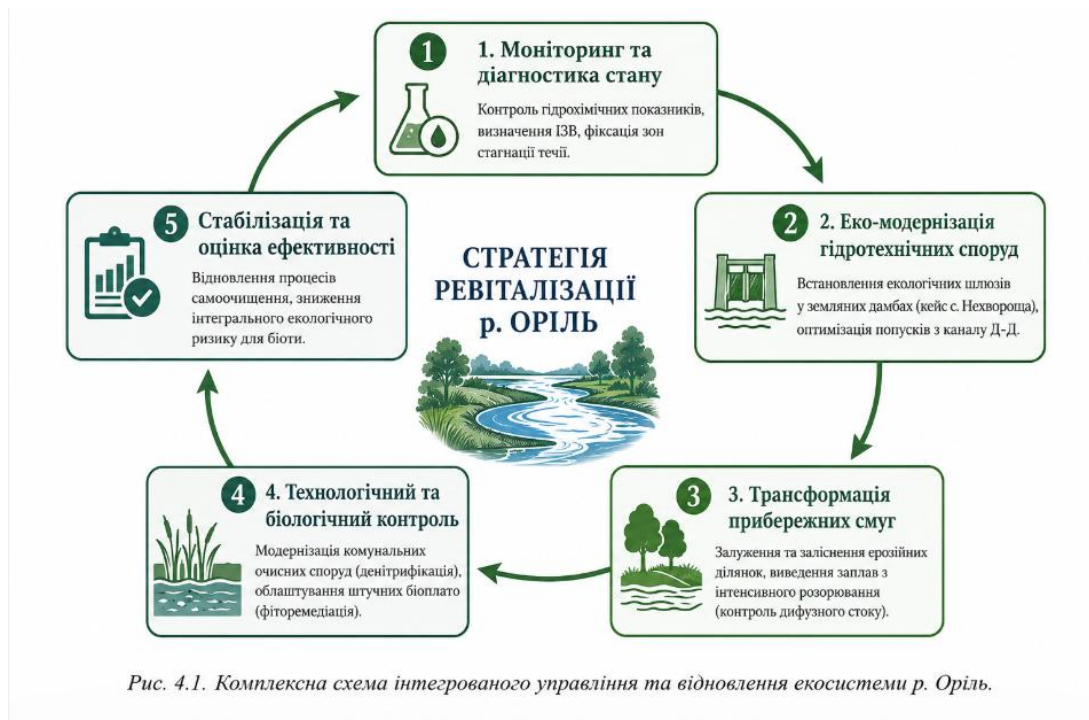 1
1. Моніторинг та
діагностика стану
Контроль гідрохімічних показників,
визначення ІЗВ, фіксація зон
стагнації течії.
2
2. Еко-модернізація
гідротехнічних споруд
Встановлення екологічних шлюзів
у земляних дамбах (кейс с. Нехвороща),
оптимізація попусків з каналу Д-Д.
3
3. Трансформація
прибережних смуг
Залуження та заліснення ерозійних
ділянок, виведення заплав з
інтенсивного розорювання
(контроль дифузного стоку).
4
4. Технологічний та
біологічний контроль
Модернізація комунальних
очисних споруд (денітрифікація),
облаштування штучних біоплато
(фіторемедіація).
5
Стабілізація та
оцінка ефективності
Відновлення процесів
самоочищення, зниження
інтегрального екологічного
ризику для біоти.
СТРАТЕГІЯ
РЕВІТАЛІЗАЦІЇ
р. ОРІЛЬ
Рис. 4.1. Комплексна схема інтегрованого управління та відновлення екосистеми р. Оріль.